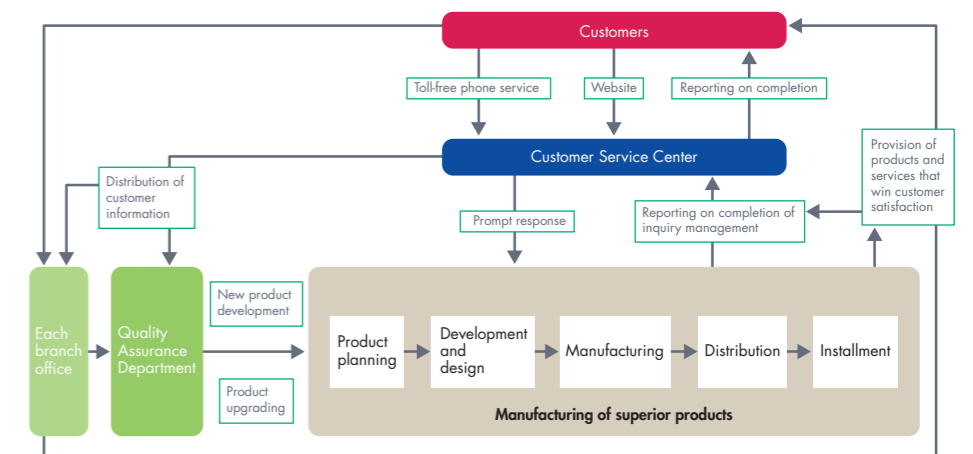 Customers
Toll-free phone service
Website
Reporting on completion
Customer Service Center
Provision of
products and
services that
win customer
satisfaction
Distribution of
customer
information
Prompt response
Reporting on completion of
inquiry management
Each
branch
office
Quality
Assurance
Department
New product
development
Product
upgrading
Product
planning
Development
and
design
Manufacturing
Distribution
Installment
Manufacturing of superior products